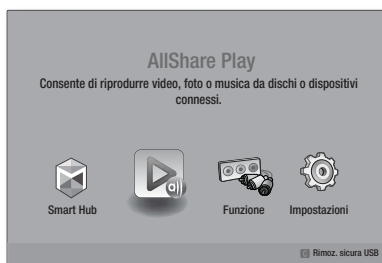 AllShare Play
Consente di riprodurre video, foto o musica da dischi o dispositivi
connessi.
Smart Hub
Funzione
Impostazioni
C Rimoz. sicura USB